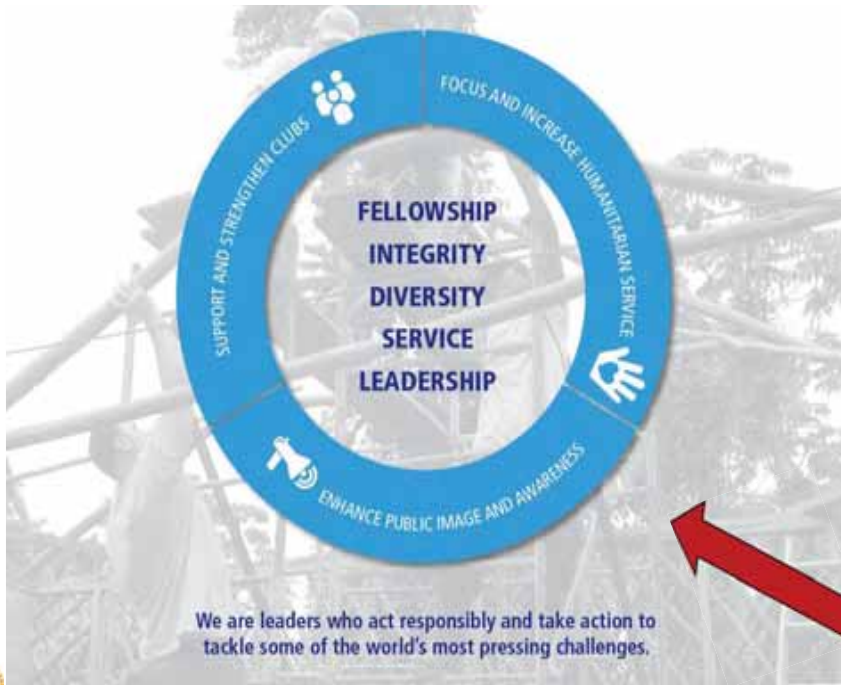 SUPPORT AND STRENGTHEN CLUBS
FOCUS AND INCREASE HUMANITARIAN SERVICE
ENHANCE PUBLIC IMAGE AND AWARENESS
FELLOWSHIP
INTEGRITY
DIVERSITY
SERVICE
LEADERSHIP
We are leaders who act responsibly and take action to
tackle some of the world's most pressing challenges.